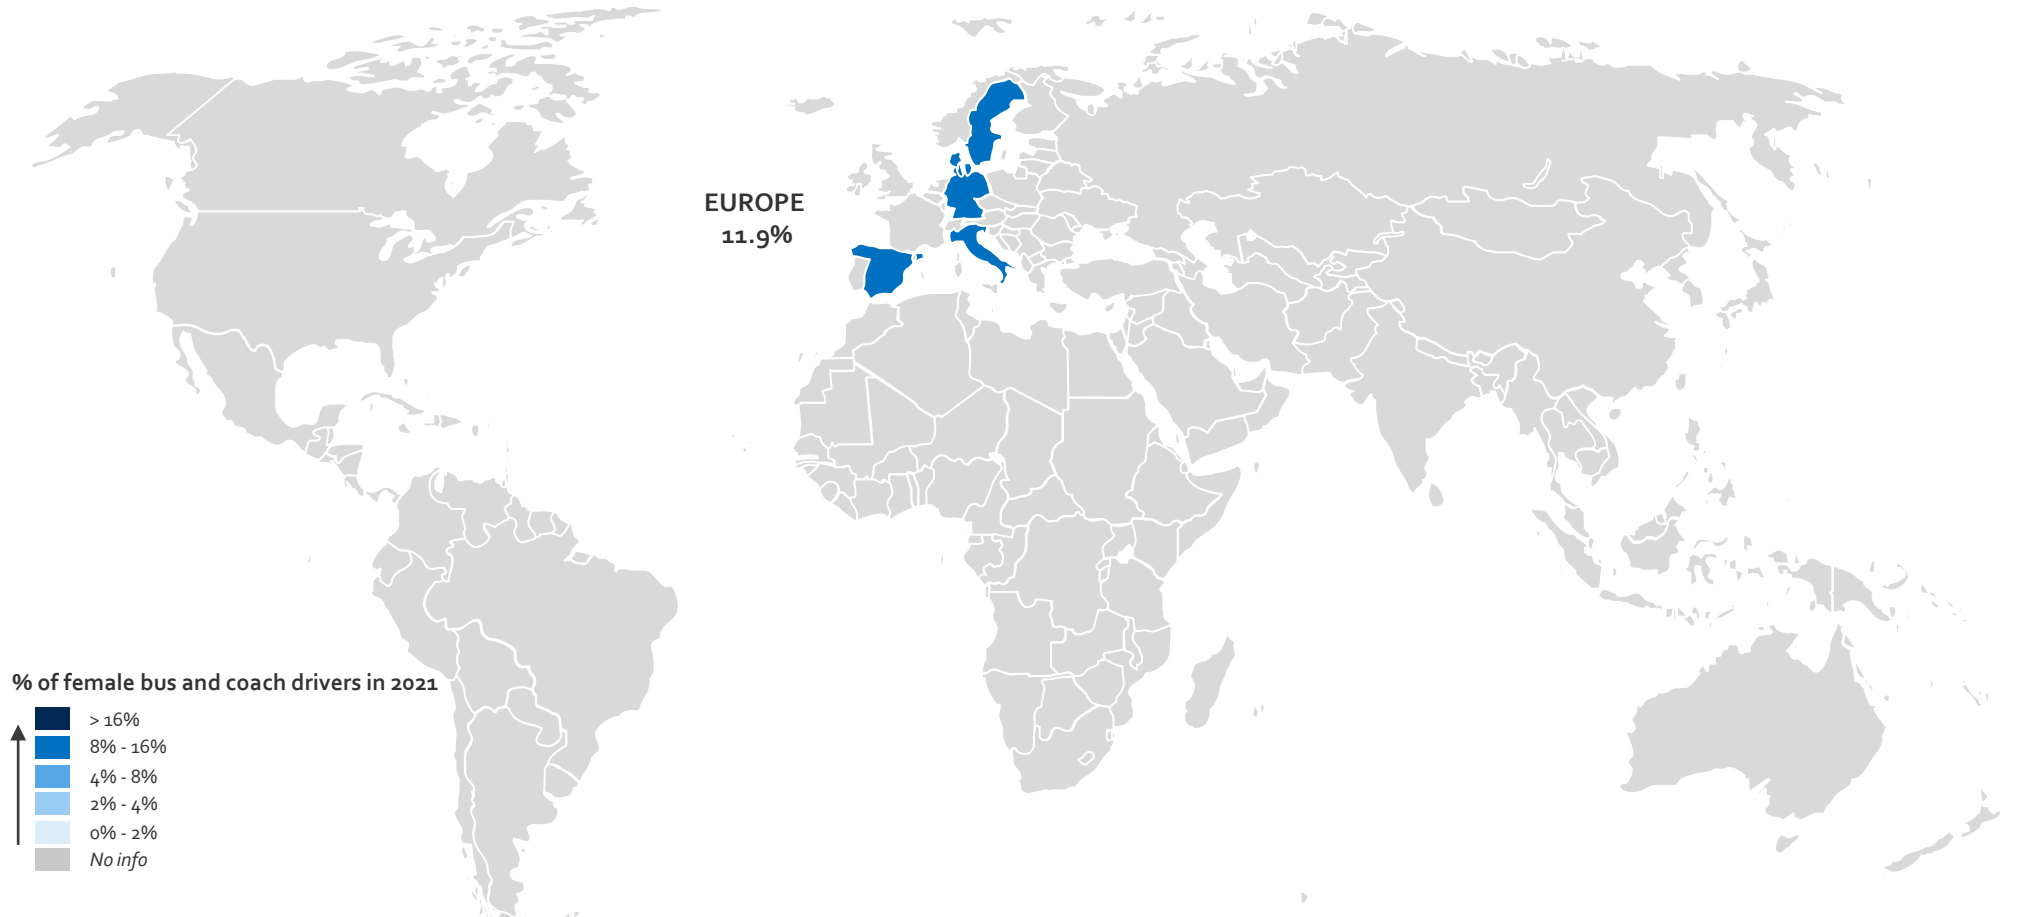 EUROPE
11.9%
% of female bus and coach drivers in 2021
> 16%
8% - 16%
4% - 8%
2% - 4%
0% - 2%
No info